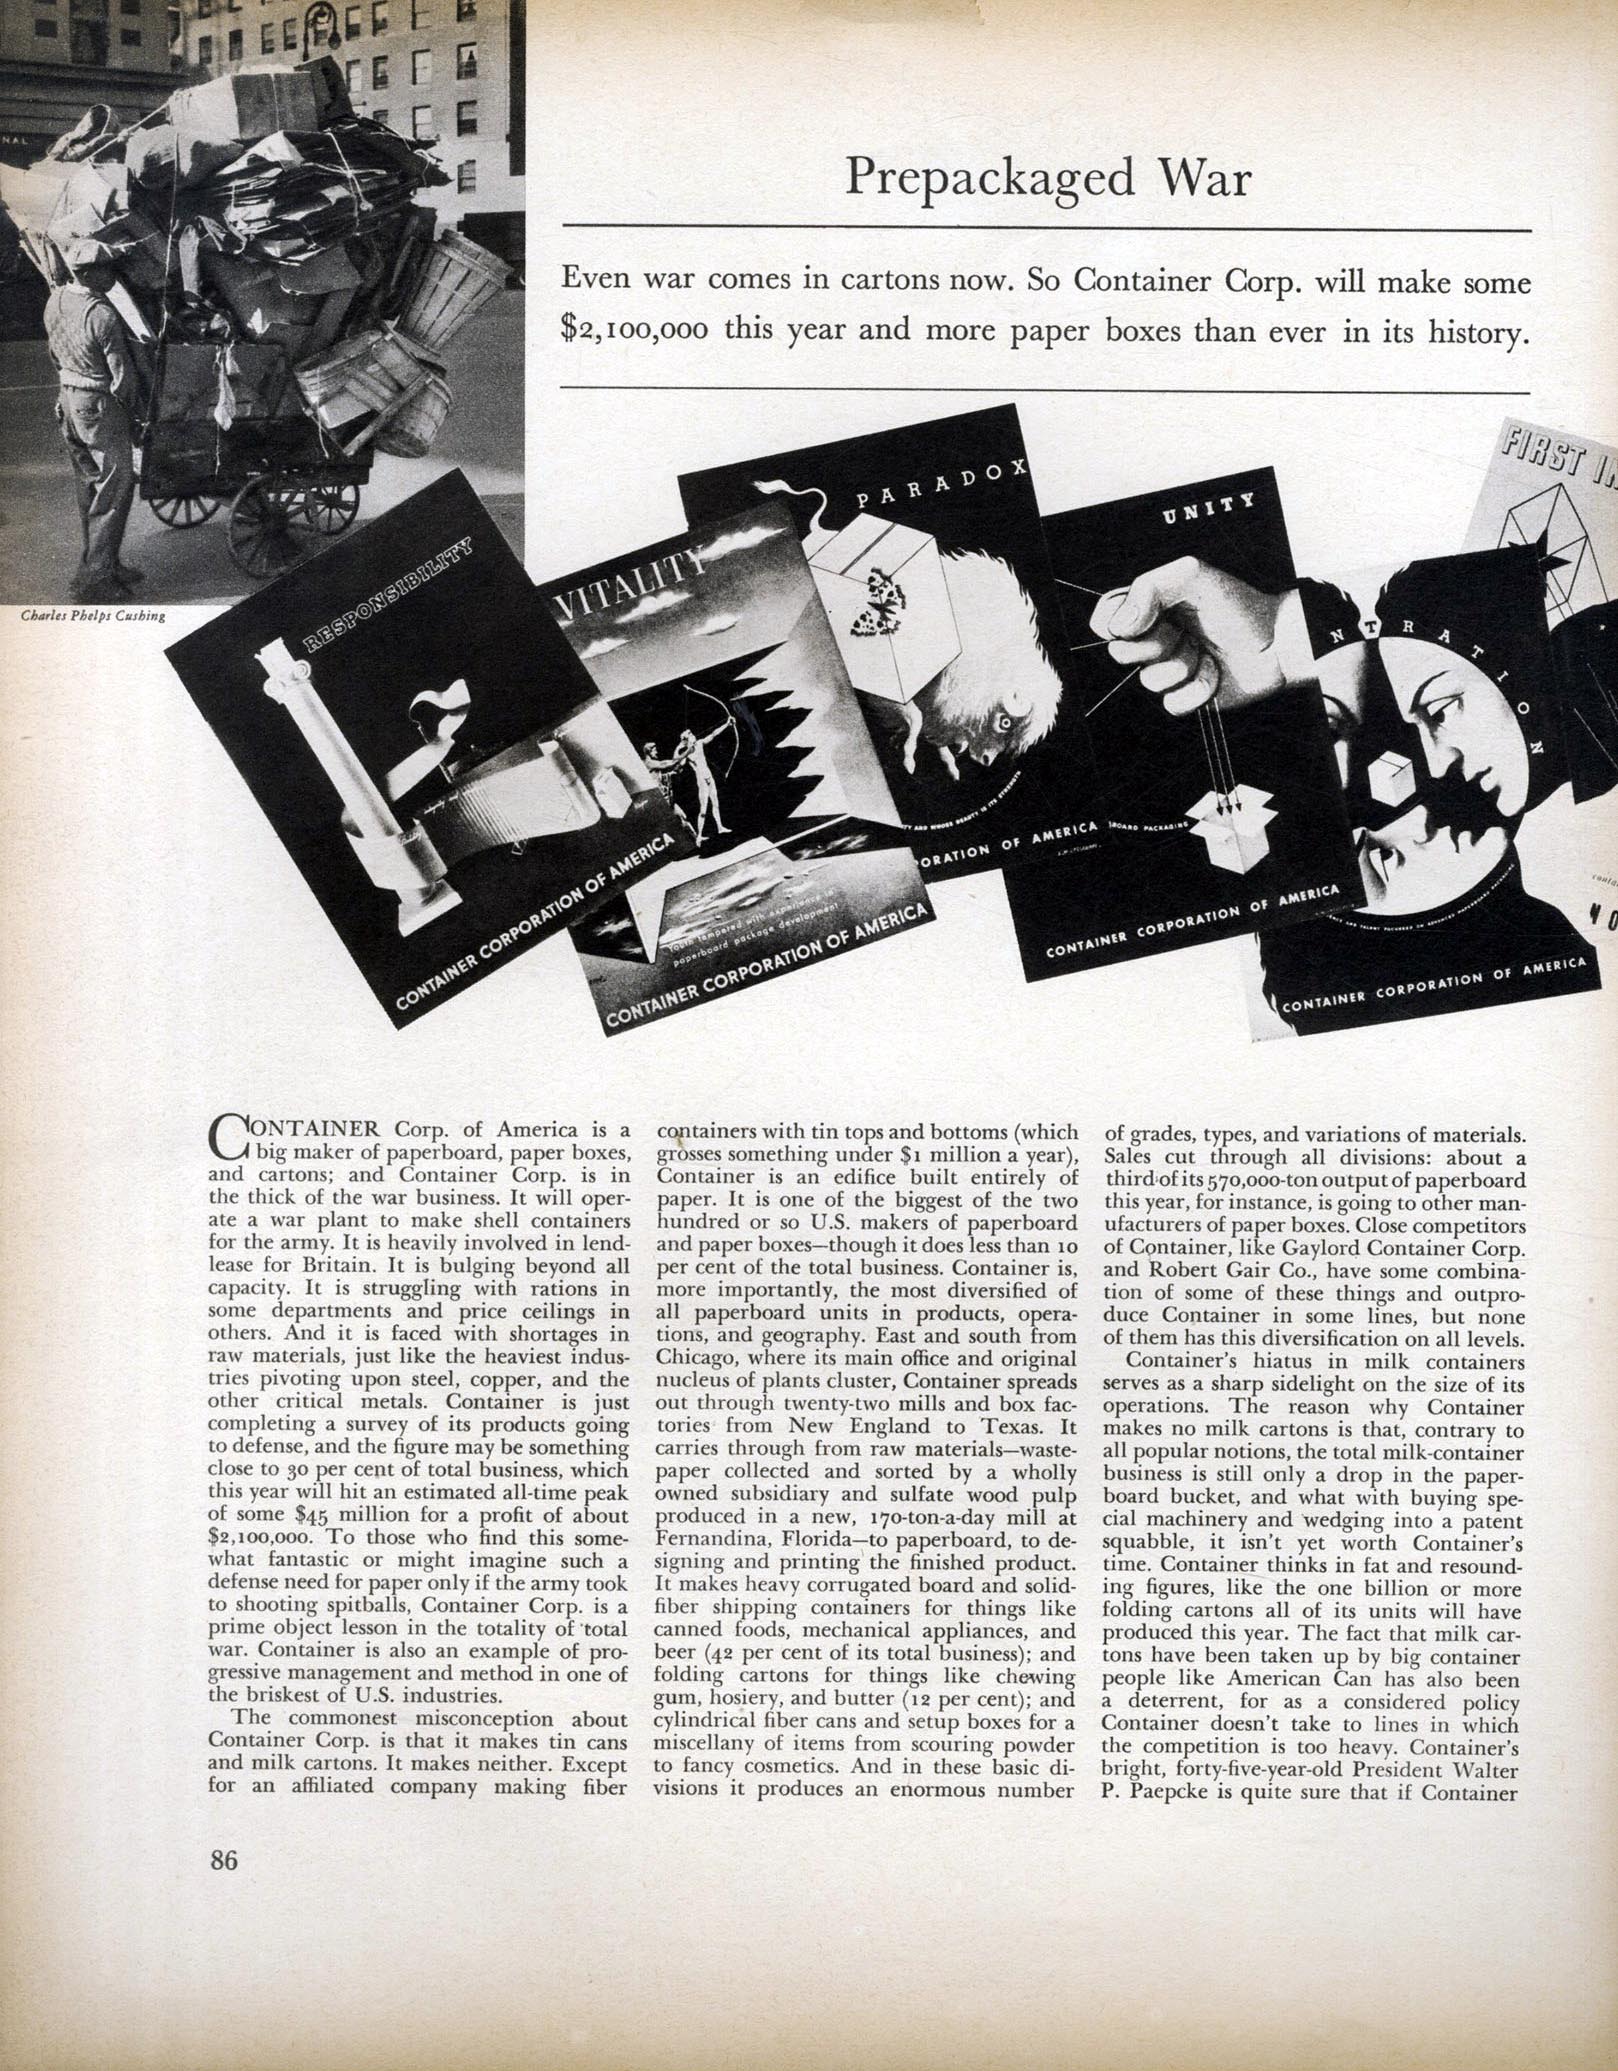 NAL
Charles Phelps Cushing
Prepackaged War
Even war comes in cartons now. So Container Corp. will make some
$2,100,000 this year and more paper boxes than ever in its history.
RESPONSIBILITY
CONTAINER CORPORATION OF AMERICA
VITALITY
Youth tempered with experience in
paperboard package development
CONTAINER CORPORATION OF AMERICA
PARADOX
TY AND WHOSE BEAUTY IS ITS STRENGTH
ORATION OF AMERICA
UNITY
BOARD PACKAGING
CONTAINER CORPORATION OF AMERICA
NTRATION
CONTAINER CORPORATION OF AMERICA
FIRST IN
CONTAINER Corp. of America is a
big maker of paperboard, paper boxes,
and cartons; and Container Corp. is in
the thick of the war business. It will oper-
ate a war plant to make shell containers
for the army. It is heavily involved in lend-
lease for Britain. It is bulging beyond all
capacity. It is struggling with rations in
some departments and price ceilings in
others. And it is faced with shortages in
raw materials, just like the heaviest indus-
tries pivoting upon steel, copper, and the
other critical metals. Container is just
completing a survey of its products going
to defense, and the figure may be something
close to 30 per cent of total business, which
this year will hit an estimated all-time peak
of some $45 million for a profit of about
$2,100,000. To those who find this some-
what fantastic or might imagine such a
defense need for paper only if the army took
to shooting spitballs, Container Corp. is a
prime object lesson in the totality of total
war. Container is also an example of pro-
gressive management and method in one of
the briskest of U.S. industries.
The commonest misconception about
Container Corp. is that it makes tin cans
and milk cartons. It makes neither. Except
for an affiliated company making fiber
containers with tin tops and bottoms (which
grosses something under $1 million a year),
Container is an edifice built entirely of
paper. It is one of the biggest of the two
hundred or so U.S. makers of paperboard
and paper boxes—though it does less than 10
per cent of the total business. Container is,
more importantly, the most diversified of
all paperboard units in products, opera-
tions, and geography. East and south from
Chicago, where its main office and original
nucleus of plants cluster, Container spreads
out through twenty-two mills and box fac-
tories from New England to Texas. It
carries through from raw materials—waste-
paper collected and sorted by a wholly
owned subsidiary and sulfate wood pulp
produced in a new, 170-ton-a-day mill at
Fernandina, Florida—to paperboard, to de-
signing and printing the finished product.
It makes heavy corrugated board and solid-
fiber shipping containers for things like
canned foods, mechanical appliances, and
beer (42 per cent of its total business); and
folding cartons for things like chewing
gum, hosiery, and butter (12 per cent); and
cylindrical fiber cans and setup boxes for a
miscellany of items from scouring powder
to fancy cosmetics. And in these basic di-
visions it produces an enormous number
of grades, types, and variations of materials.
Sales cut through all divisions: about a
third of its 570,000-ton output of paperboard
this year, for instance, is going to other man-
ufacturers of paper boxes. Close competitors
of Container, like Gaylord Container Corp.
and Robert Gair Co., have some combina-
tion of some of these things and outpro-
duce Container in some lines, but none
of them has this diversification on all levels.
Container's hiatus in milk containers
serves as a sharp sidelight on the size of its
operations. The reason why Container
makes no milk cartons is that, contrary to
all popular notions, the total milk-container
business is still only a drop in the paper-
board bucket, and what with buying spe-
cial machinery and wedging into a patent
squabble, it isn't yet worth Container's
time. Container thinks in fat and resound-
ing figures, like the one billion or more
folding cartons all of its units will have
produced this year. The fact that milk car-
tons have been taken up by big container
people like American Can has also been
a deterrent, for as a considered policy
Container doesn't take to lines in which
the competition is too heavy. Container's
bright, forty-five-year-old President Walter
P. Paepcke is quite sure that if Container
86